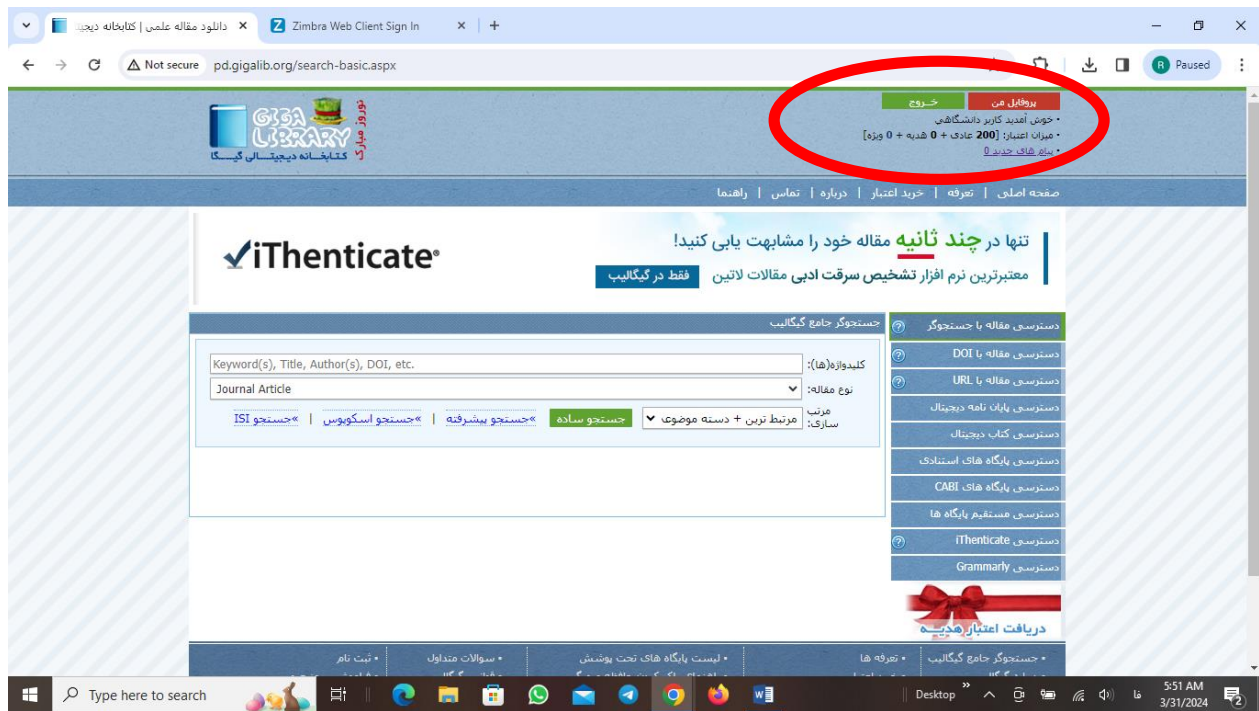 دانلود مقاله علمی | کتابخانه دیجیتا
Zimbra Web Client Sign In
Not secure
pd.gigalib.org/search-basic.aspx
R
Paused
GIGA
LIBRARY
کتـابـخــانه دیـجیـتــــالی گیــــگا
نوروز مبارک
پروفایل من
خـــروج
• خوش آمدید کاربر دانشگاهی
• میزان اعتبار: [200 عادی + 0 هدیه + 0 ویژه]
• پیام های جدید 0
صفحه اصلی | تعرفه | خرید اعتبار | درباره | تماس | راهنما
تنها در چند ثانیه مقاله خود را مشابهت یابی کنید!
معتبرترین نرم افزار تشخیص سرقت ادبی مقالات لاتین فقط در گیگالیب
iThenticate®
دسترسی مقاله با جستجوگر
دسترسی مقاله با DOI
دسترسی مقاله با URL
دسترسی پایان نامه دیجیتال
دسترسی کتاب دیجیتال
دسترسی پایگاه های استنادی
دسترسی پایگاه های CABI
دسترسی مستقیم پایگاه ها
دسترسی iThenticate
دسترسی Grammarly
جستجوگر جامع گیگالیب
کلیدواژه(ها):
Keyword(s), Title, Author(s), DOI, etc.
نوع مقاله:
Journal Article
مرتب سازی:
مرتبط ترین + دسته موضوعی
جستجو ساده
»جستجو پیشرفته | »جستجو اسکوپوس | »جستجو ISI
دریافت اعتبار هدیـــه
• جستجوگر جامع گیگالیب
• تعرفه ها
• لیست پایگاه های تحت پوشش
• سوالات متداول
• ثبت نام
Type here to search
W
Desktop
فا
5:51 AM
3/31/2024
2